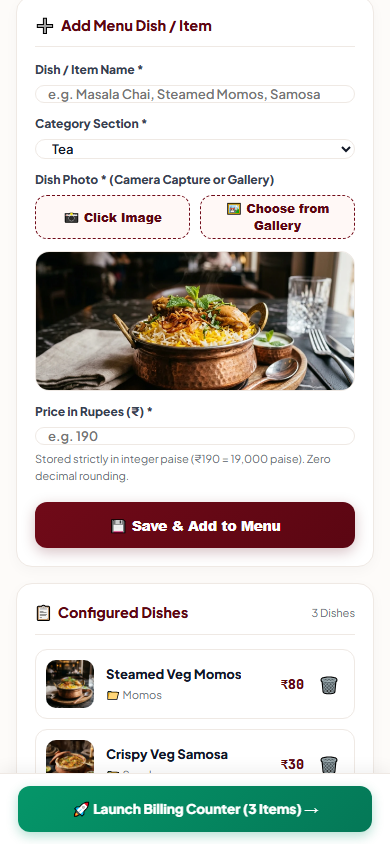 ➕ Add Menu Dish / Item
Dish / Item Name *
e.g. Masala Chai, Steamed Momos, Samosa
Category Section *
Tea
Dish Photo * (Camera Capture or Gallery)
📸 Click Image
🖼️ Choose from
Gallery
Price in Rupees (₹) *
e.g. 190
Stored strictly in integer paise (₹190 = 19,000 paise). Zero
decimal rounding.
💾 Save & Add to Menu
📋 Configured Dishes
3 Dishes
Steamed Veg Momos
📁 Momos
₹80
Crispy Veg Samosa
₹30
🚀 Launch Billing Counter (3 Items) →